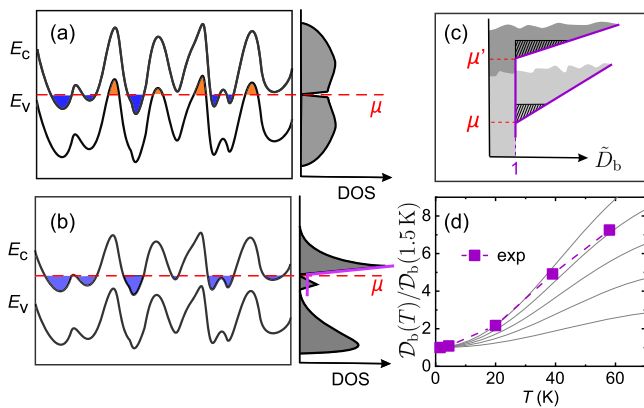 (a)
E_C
E_V
μ
DOS
(b)
E_C
E_V
μ
DOS
(c)
μ'
μ
1
D̃_b
(d)
𝒟_b(T)/𝒟_b(1.5 K)
8
6
4
2
0
exp
0 20 40 60
T (K)